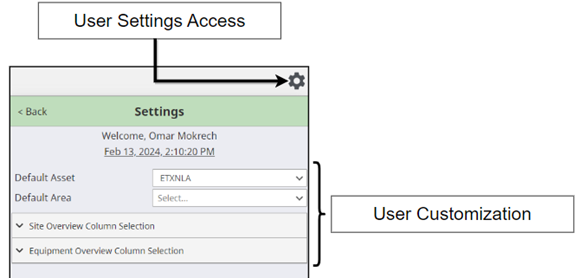 User Settings Access
< Back
Settings
Welcome, Omar Mokrech
Feb 13, 2024, 2:10:20 PM
Default Asset
ETXNLA
Default Area
Select...
Site Overview Column Selection
Equipment Overview Column Selection
User Customization